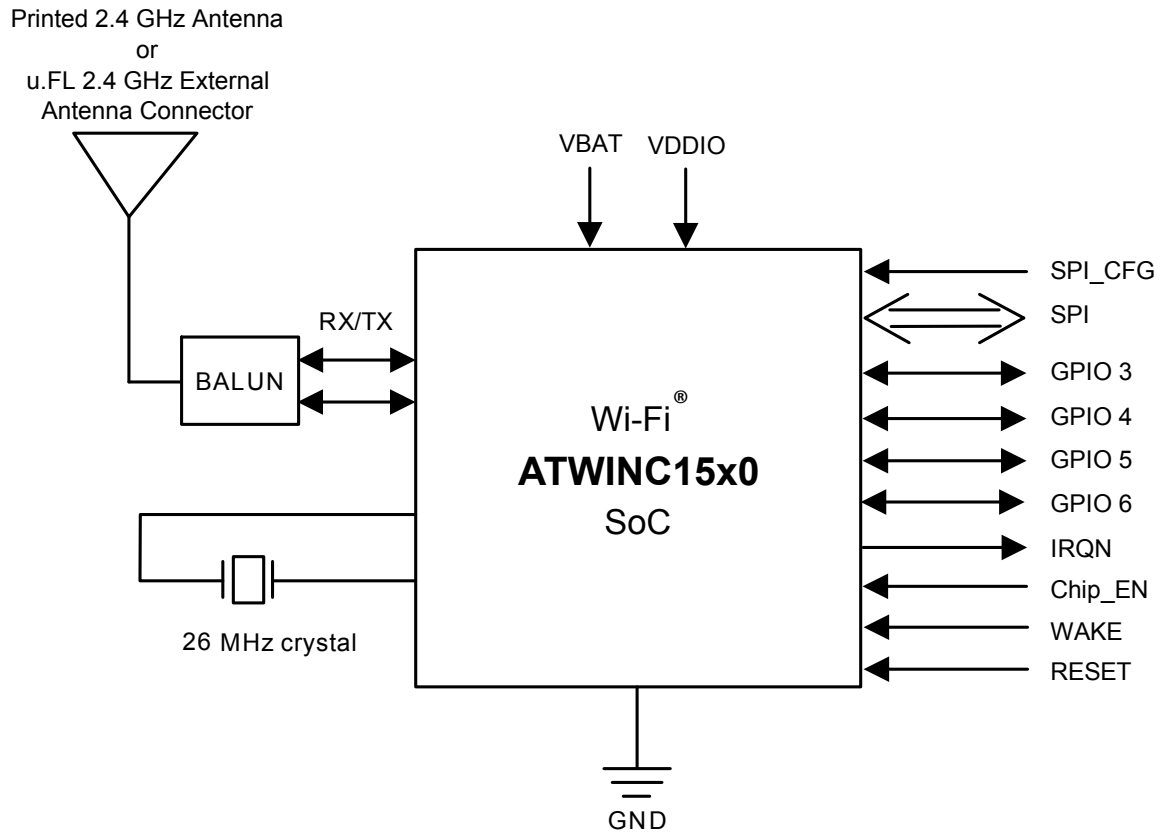 Printed 2.4 GHz Antenna
or
u.FL 2.4 GHz External
Antenna Connector
VBAT
VDDIO
RX/TX
BALUN
Wi-Fi®
ATWINC15x0
SoC
26 MHz crystal
SPI_CFG
SPI
GPIO 3
GPIO 4
GPIO 5
GPIO 6
IRQN
Chip_EN
WAKE
RESET
GND